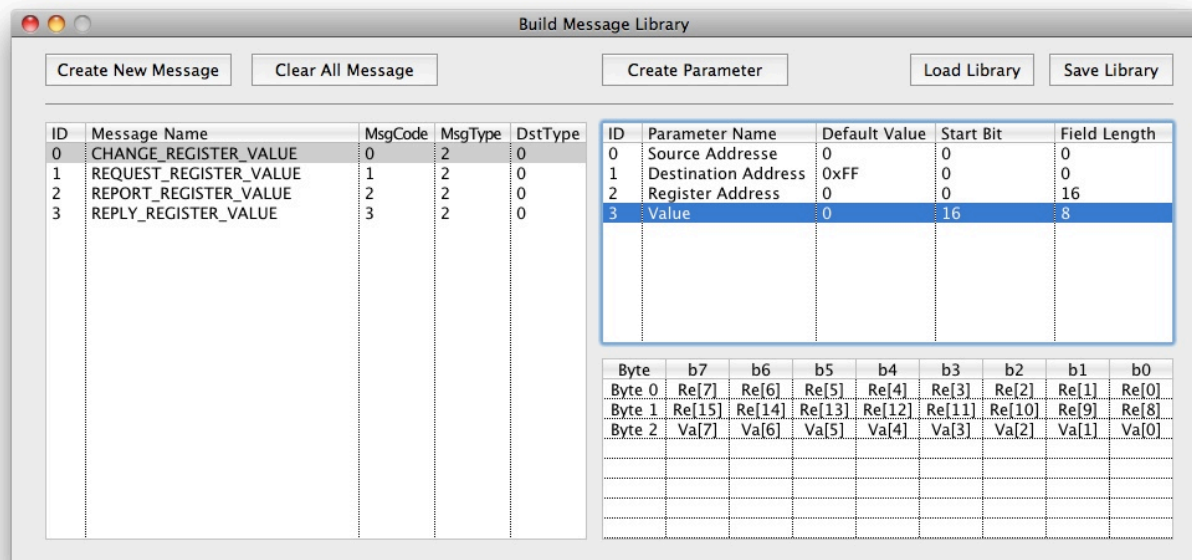 Build Message Library
Create New Message Clear All Message Create Parameter Load Library Save Library
ID Message Name MsgCode MsgType DstType
0 CHANGE_REGISTER_VALUE 0 2 0
1 REQUEST_REGISTER_VALUE 1 2 0
2 REPORT_REGISTER_VALUE 2 2 0
3 REPLY_REGISTER_VALUE 3 2 0
ID Parameter Name Default Value Start Bit Field Length
0 Source Addresse 0 0 0
1 Destination Address 0xFF 0 0
2 Register Address 0 0 16
3 Value 0 16 8
Byte b7 b6 b5 b4 b3 b2 b1 b0
Byte 0 Re[7] Re[6] Re[5] Re[4] Re[3] Re[2] Re[1] Re[0]
Byte 1 Re[15] Re[14] Re[13] Re[12] Re[11] Re[10] Re[9] Re[8]
Byte 2 Va[7] Va[6] Va[5] Va[4] Va[3] Va[2] Va[1] Va[0]